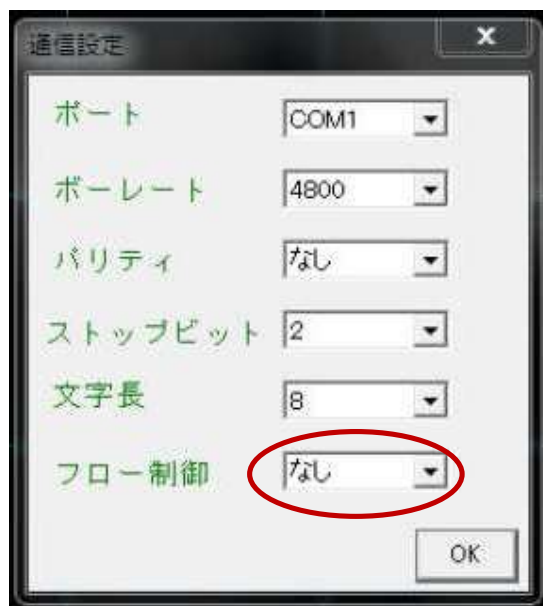 通信設定
ポート COM1
ボーレート 4800
パリティ なし
ストップビット 2
文字長 8
フロー制御 なし
OK